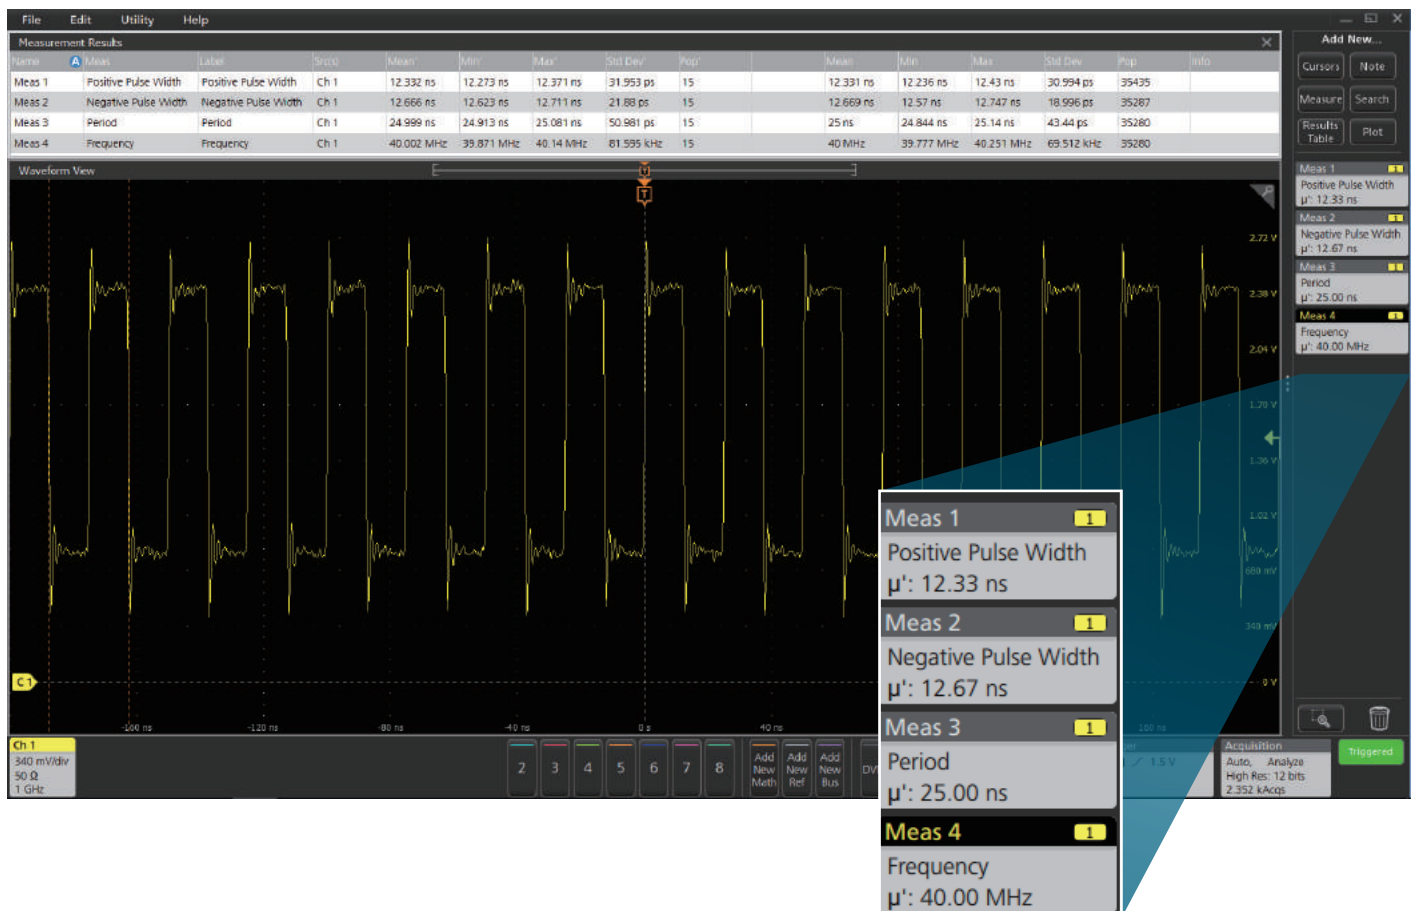 File Edit Utility Help
Measurement Results
Name Meas Label Src(s) Mean' Min' Max' Std Dev' Pop' Mean Min Max Std Dev Pop Info
Meas 1 Positive Pulse Width Positive Pulse Width Ch 1 12.332 ns 12.273 ns 12.371 ns 31.953 ps 15 12.331 ns 12.236 ns 12.43 ns 30.994 ps 35435
Meas 2 Negative Pulse Width Negative Pulse Width Ch 1 12.666 ns 12.623 ns 12.711 ns 21.88 ps 15 12.669 ns 12.57 ns 12.747 ns 18.996 ps 35287
Meas 3 Period Period Ch 1 24.999 ns 24.913 ns 25.081 ns 50.981 ps 15 25 ns 24.844 ns 25.14 ns 43.44 ps 35280
Meas 4 Frequency Frequency Ch 1 40.002 MHz 39.871 MHz 40.14 MHz 81.595 kHz 15 40 MHz 39.777 MHz 40.251 MHz 69.512 kHz 35280
Waveform View
T
T
2.72 V
2.38 V
2.04 V
1.70 V
1.36 V
1.02 V
680 mV
340 mV
0 V
C1
-160 ns -120 ns -80 ns -40 ns 0 s 40 ns 160 ns
Add New...
Cursors Note
Measure Search
Results
Table
Plot
Meas 1 1
Positive Pulse Width
μ': 12.33 ns
Meas 2 1
Negative Pulse Width
μ': 12.67 ns
Meas 3 1
Period
μ': 25.00 ns
Meas 4 1
Frequency
μ': 40.00 MHz
Meas 1 1
Positive Pulse Width
μ': 12.33 ns
Meas 2 1
Negative Pulse Width
μ': 12.67 ns
Meas 3 1
Period
μ': 25.00 ns
Meas 4 1
Frequency
μ': 40.00 MHz
Ch 1
340 mV/div
50 Ω
1 GHz
2 3 4 5 6 7 8
Add
New
Math
Add
New
Ref
Add
New
Bus
1.5 V
Acquisition
Auto, Analyze
High Res: 12 bits
2.352 kAcqs
Triggered